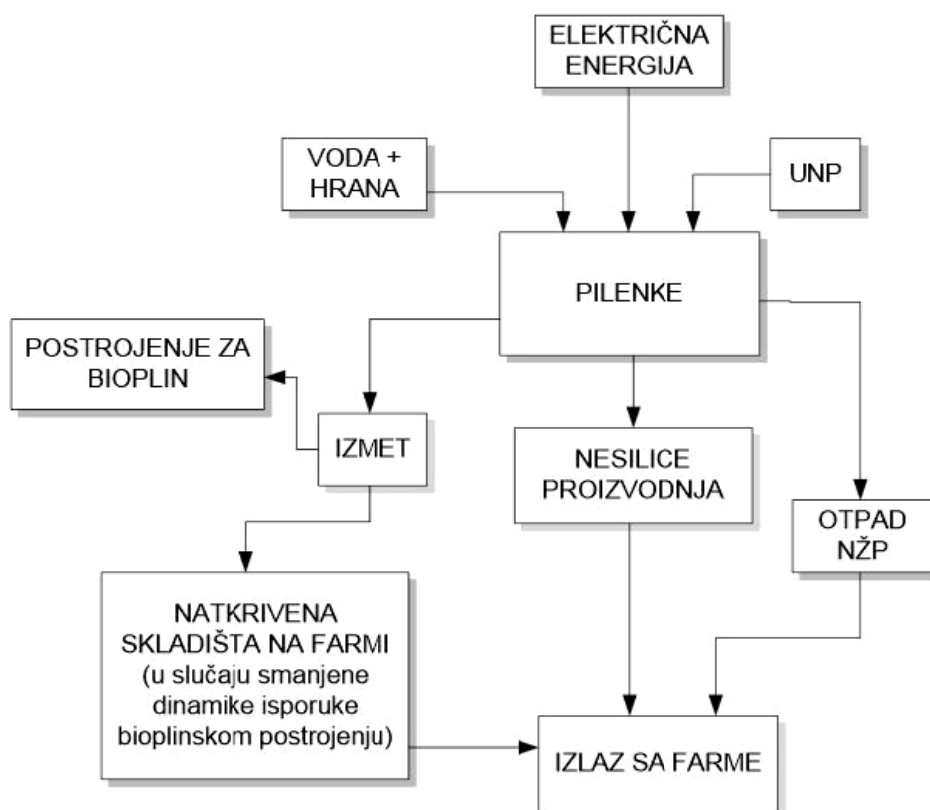 ELEKTRIČNA
ENERGIJA
VODA +
HRANA
UNP
PILENKE
POSTROJENJE ZA
BIOPLIN
IZMET
NESILICE
PROIZVODNJA
OTPAD
NŽP
NATKRIVENA
SKLADIŠTA NA FARMI
(u slučaju smanjene
dinamike isporuke
bioplinskom postrojenju)
IZLAZ SA FARME